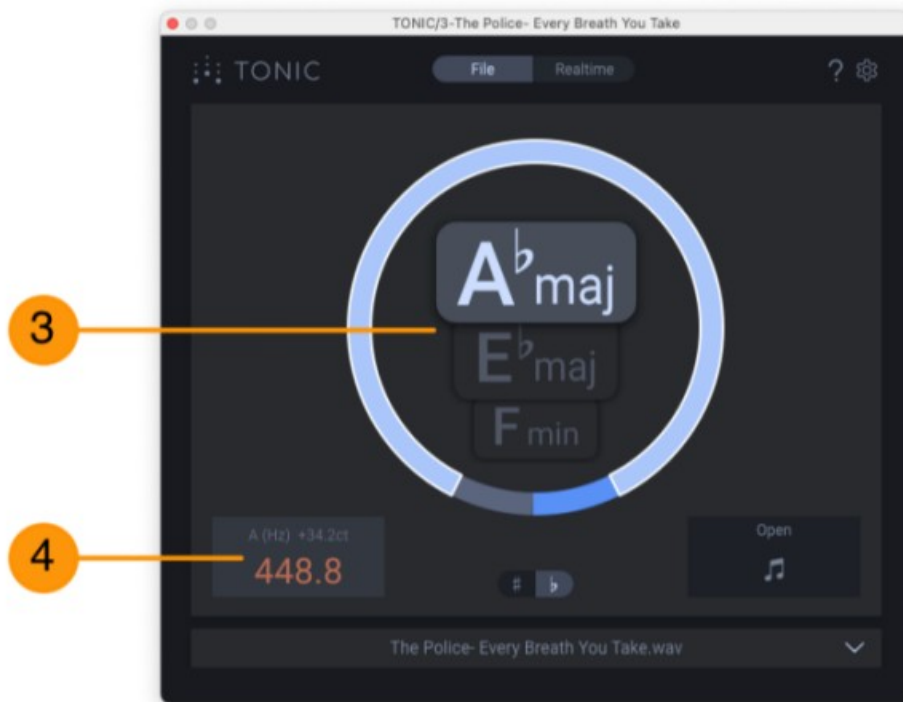 TONIC/3-The Police- Every Breath You Take
TONIC
File Realtime
?
A♭maj
3
E♭maj
F min
A (Hz) +34.2ct
Open
4
448.8
♯ ♭
The Police- Every Breath You Take.wav